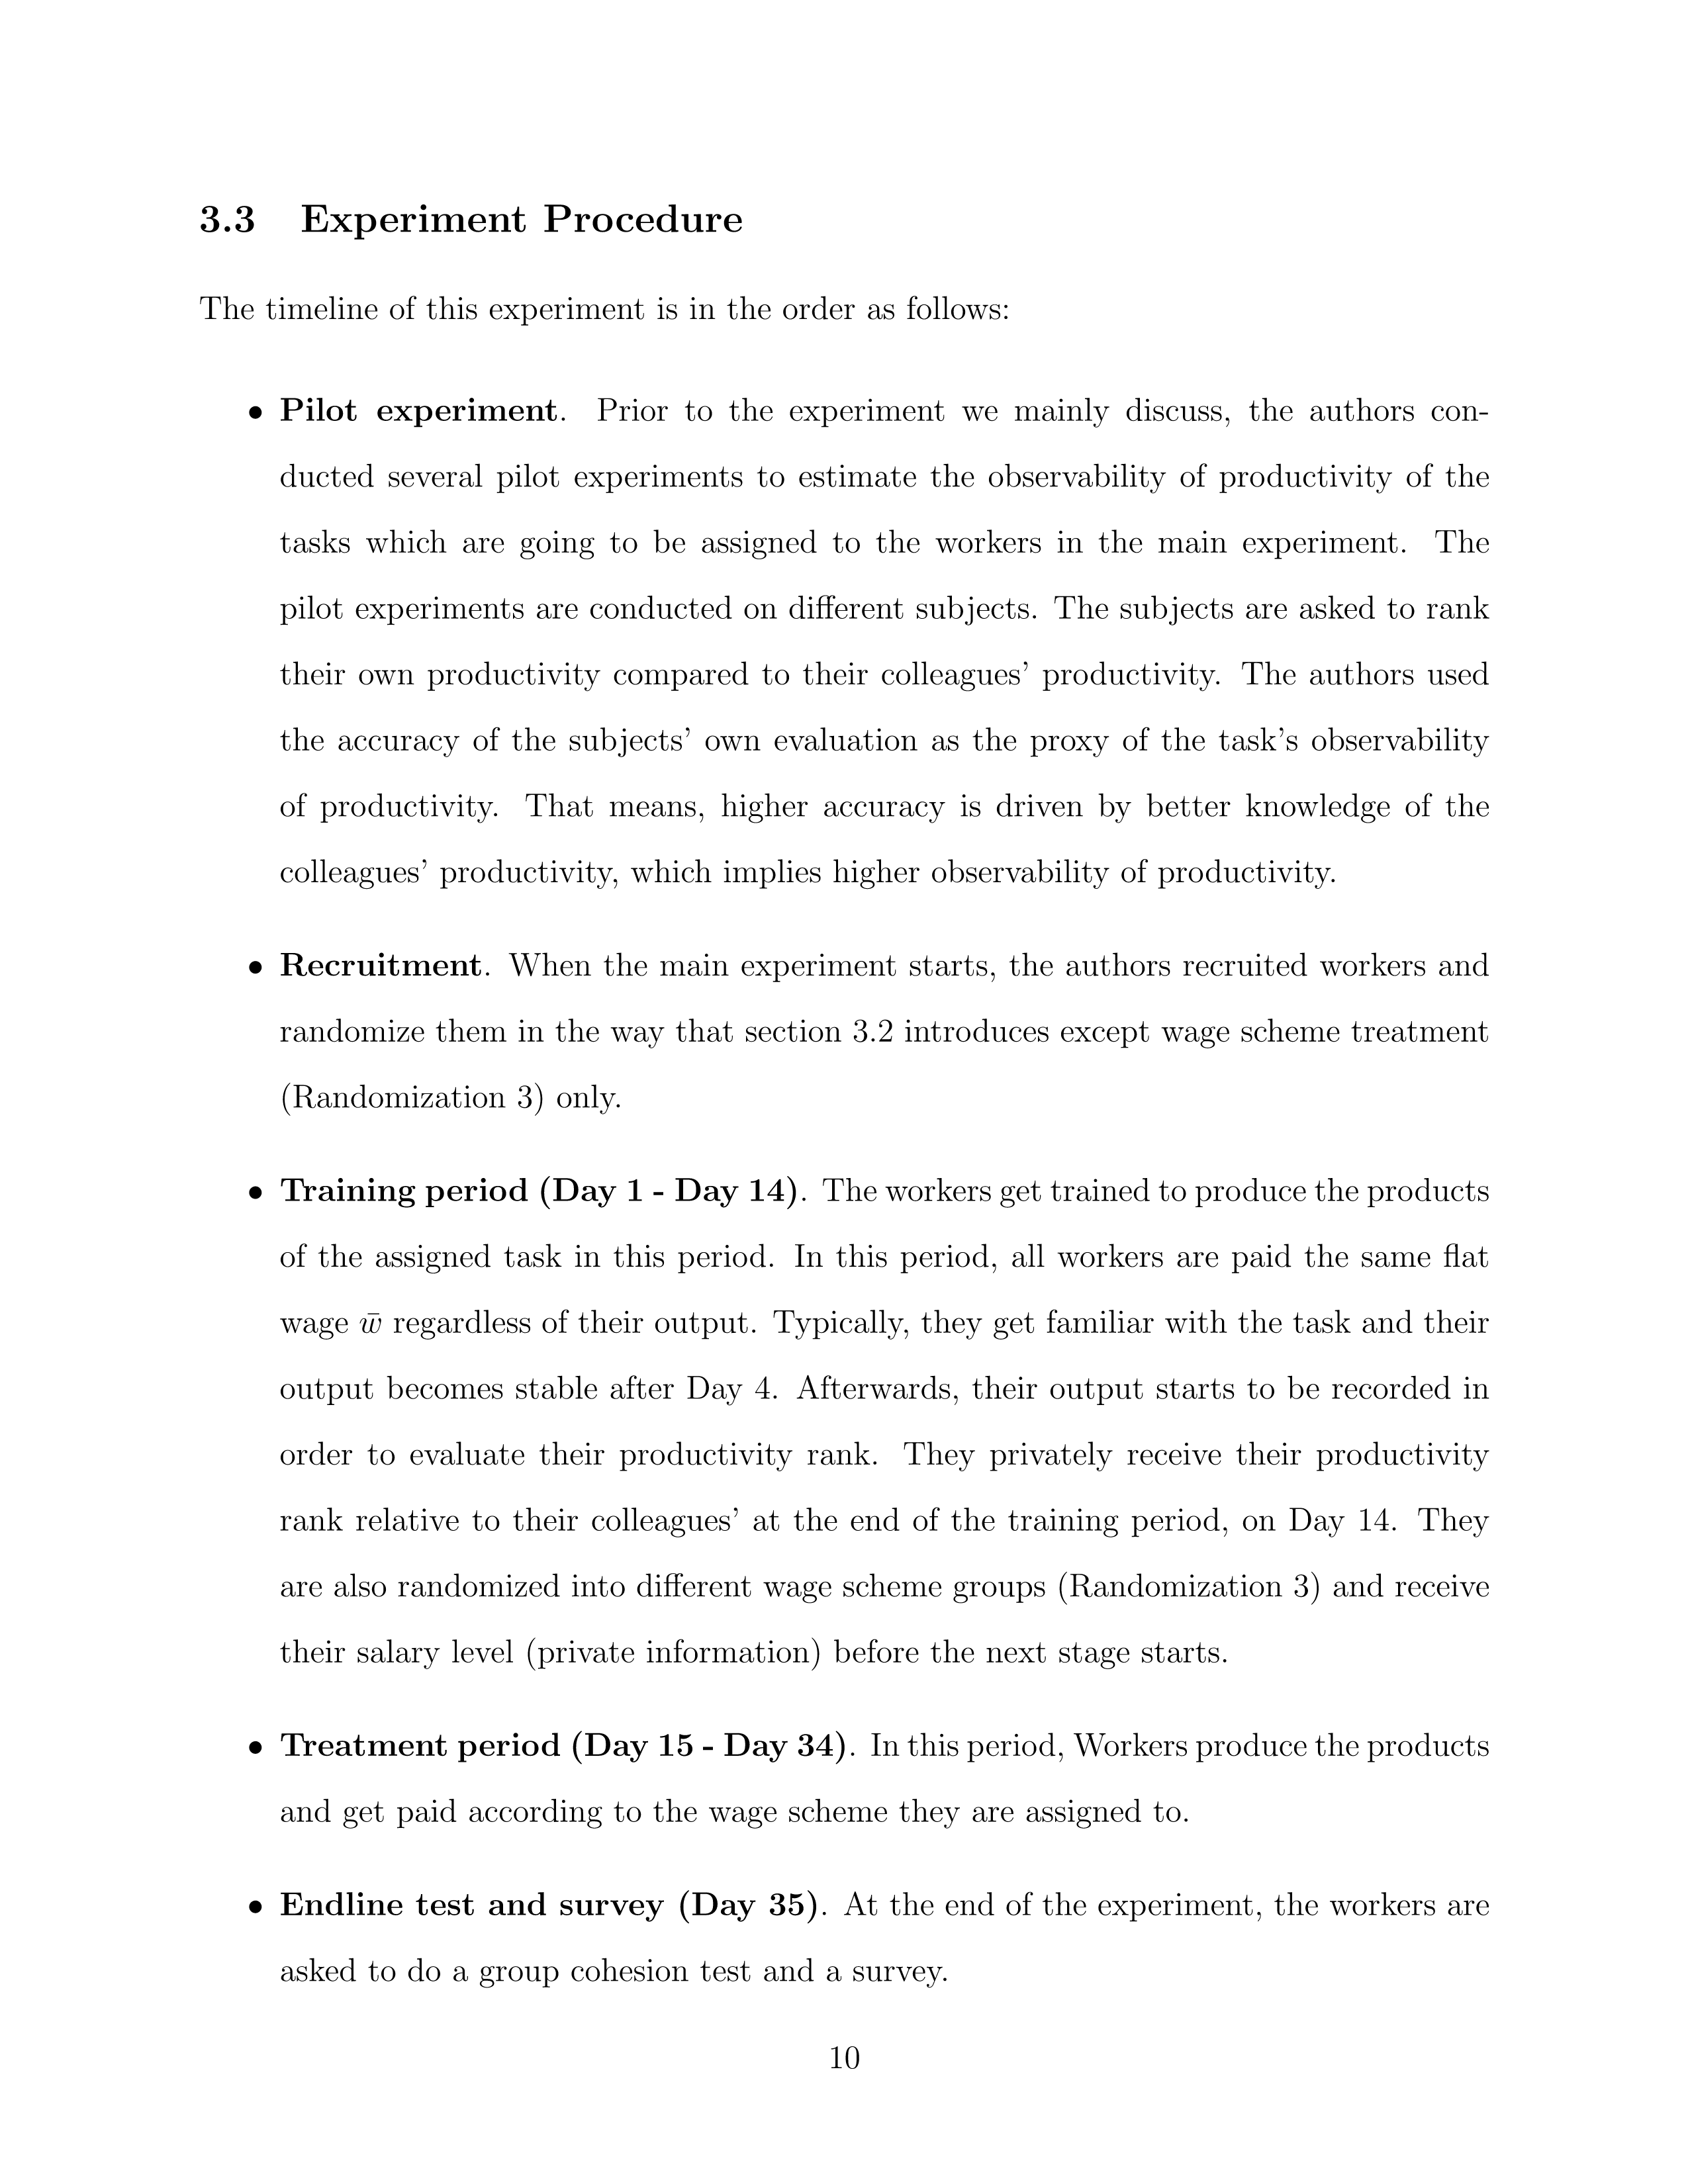 3.3 Experiment Procedure
The timeline of this experiment is in the order as follows:
• Pilot experiment. Prior to the experiment we mainly discuss, the authors con-
ducted several pilot experiments to estimate the observability of productivity of the
tasks which are going to be assigned to the workers in the main experiment. The
pilot experiments are conducted on different subjects. The subjects are asked to rank
their own productivity compared to their colleagues' productivity. The authors used
the accuracy of the subjects' own evaluation as the proxy of the task's observability
of productivity. That means, higher accuracy is driven by better knowledge of the
colleagues' productivity, which implies higher observability of productivity.
• Recruitment. When the main experiment starts, the authors recruited workers and
randomize them in the way that section 3.2 introduces except wage scheme treatment
(Randomization 3) only.
• Training period (Day 1 - Day 14). The workers get trained to produce the products
of the assigned task in this period. In this period, all workers are paid the same flat
wage w̄ regardless of their output. Typically, they get familiar with the task and their
output becomes stable after Day 4. Afterwards, their output starts to be recorded in
order to evaluate their productivity rank. They privately receive their productivity
rank relative to their colleagues' at the end of the training period, on Day 14. They
are also randomized into different wage scheme groups (Randomization 3) and receive
their salary level (private information) before the next stage starts.
• Treatment period (Day 15 - Day 34). In this period, Workers produce the products
and get paid according to the wage scheme they are assigned to.
• Endline test and survey (Day 35). At the end of the experiment, the workers are
asked to do a group cohesion test and a survey.
10